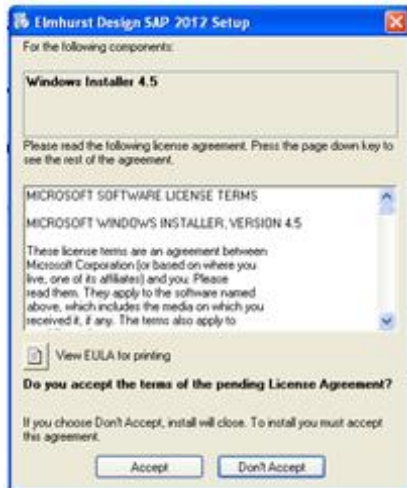 Elmhurst Design SAP 2012 Setup
For the following components:
Windows Installer 4.5
Please read the following license agreement. Press the page down key to
see the rest of the agreement.
MICROSOFT SOFTWARE LICENSE TERMS
MICROSOFT WINDOWS INSTALLER, VERSION 4.5
These license terms are an agreement between
Microsoft Corporation (or based on where you
live, one of its affiliates) and you. Please
read them. They apply to the software named
above, which includes the media on which you
received it, if any. The terms also apply to
View EULA for printing
Do you accept the terms of the pending License Agreement?
If you choose Don't Accept, install will close. To install you must accept
this agreement.
Accept
Don't Accept